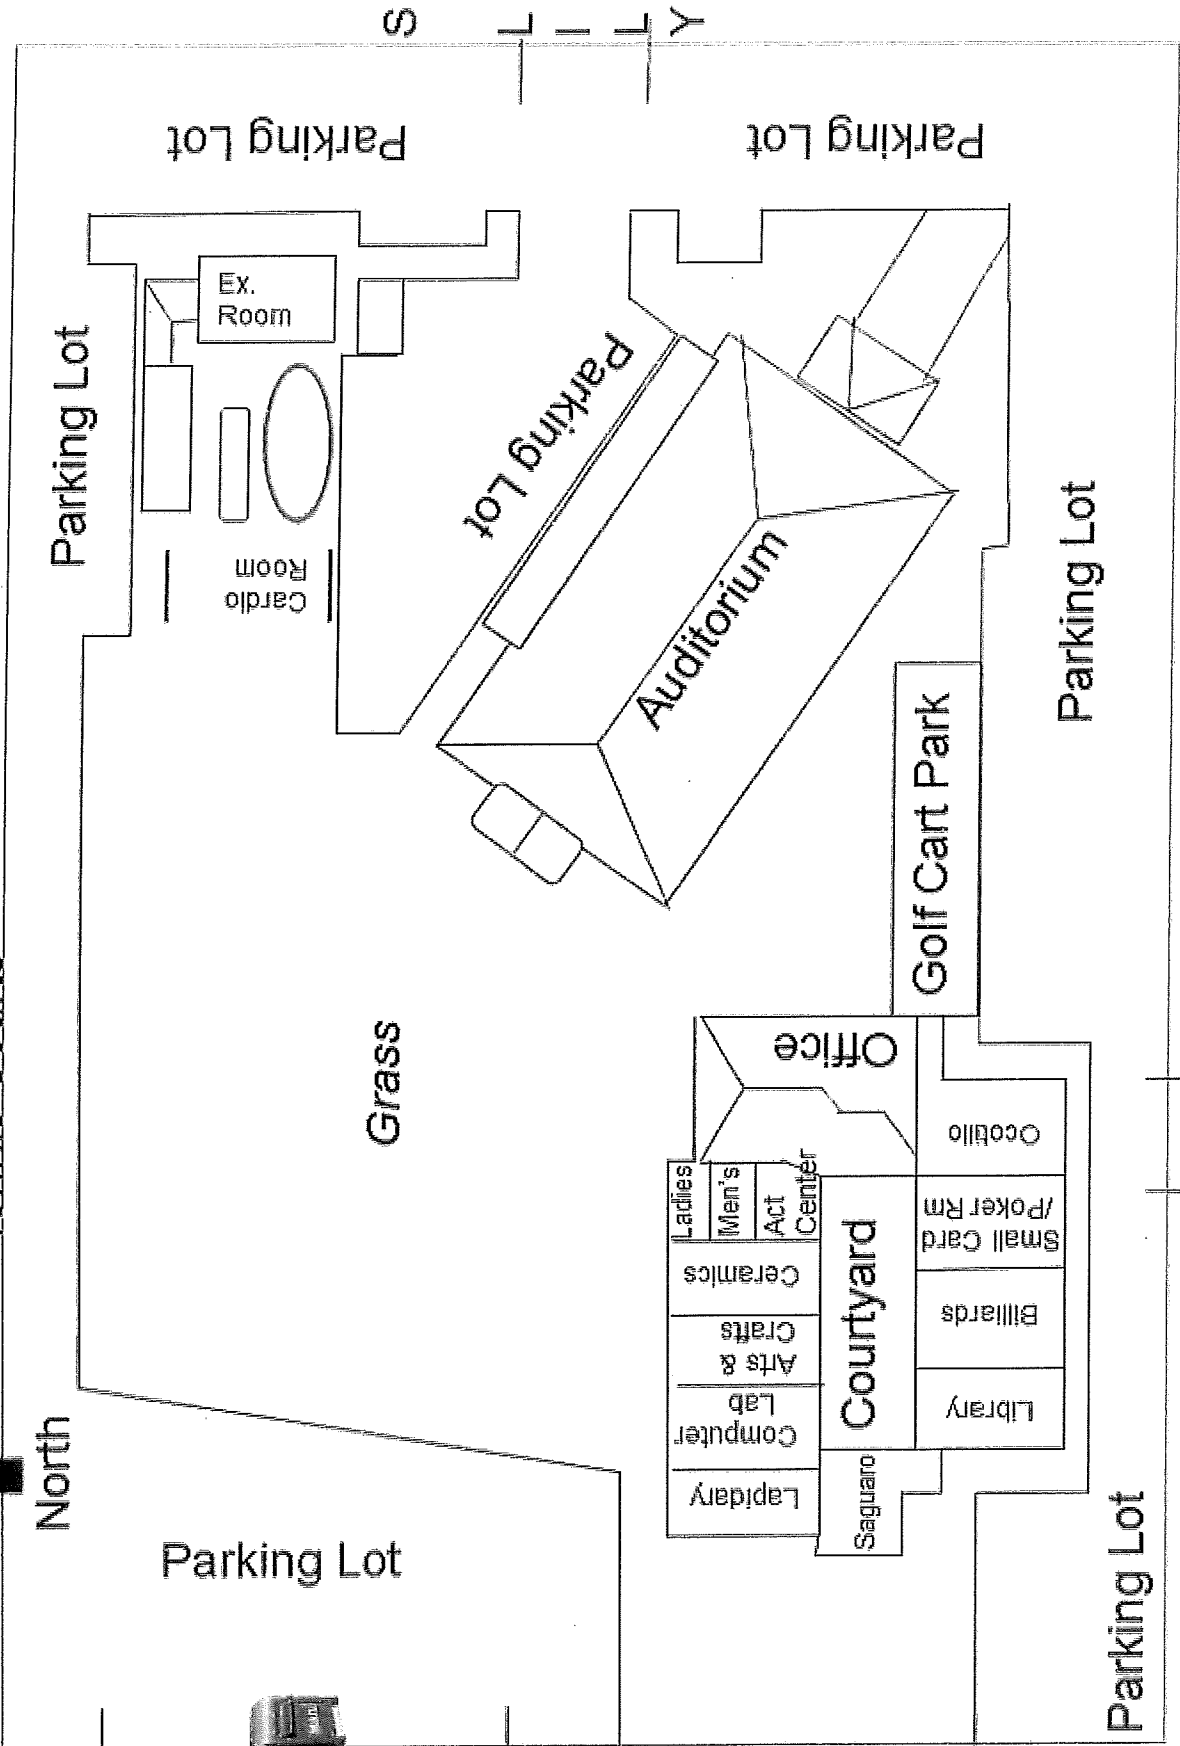 S
L
I
L
Y
Parking Lot
Parking Lot
Parking Lot
Ex.
Room
Cardio
Room
Parking Lot
Auditorium
Parking Lot
Golf Cart Park
Grass
Office
Ladies
Men's
Act
Center
Ocotillo
Ceramics
Small Card
/Poker Rm
Arts &
Crafts
Courtyard
Billiards
Computer
Lab
Library
Lapidary
Saguaro
North
Parking Lot
Parking Lot